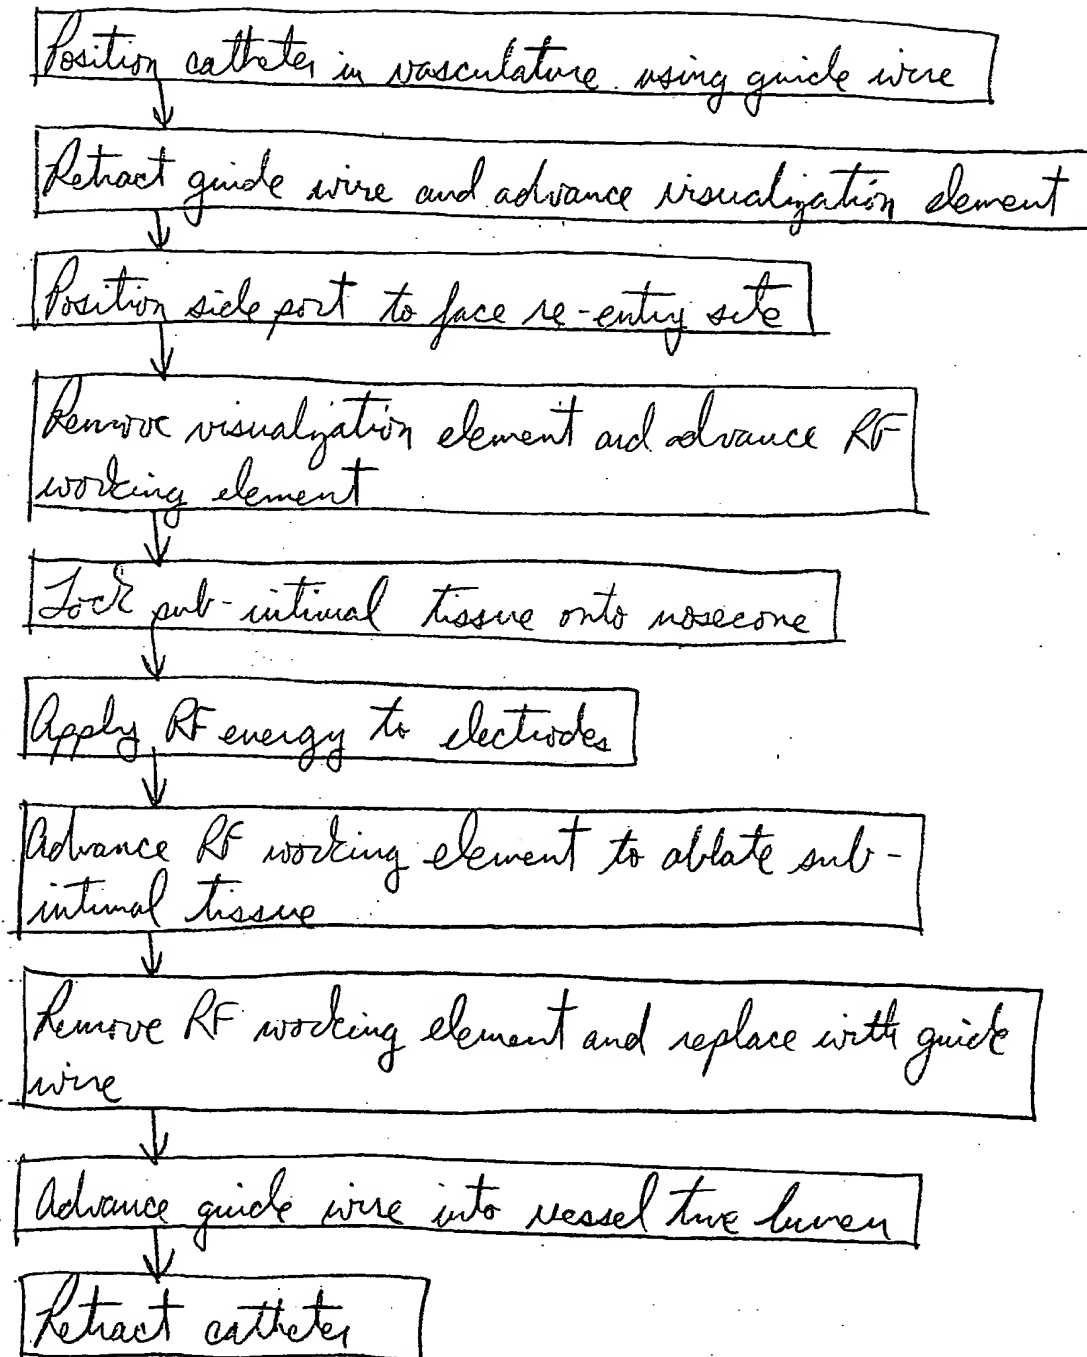 Position catheter in vasculature using guide wire
Retract guide wire and advance visualization element
Position side port to face re-entry site
Remove visualization element and advance RF
working element
Lock sub-intimal tissue onto nosecone
Apply RF energy to electrodes
Advance RF working element to ablate sub-
intimal tissue
Remove RF working element and replace with guide
wire
Advance guide wire into vessel true lumen
Retract catheter